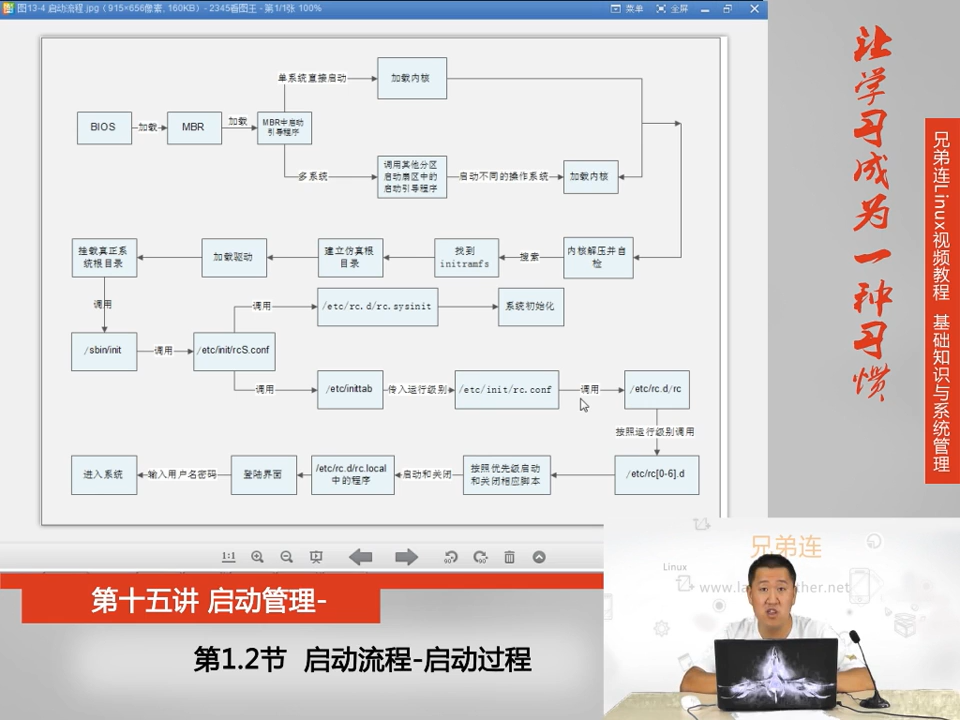 图13-4 启动流程.jpg (915×656像素, 160KB) - 2345看图王 - 第1/1张 100%
菜单
全屏
单系统直接启动
加载内核
BIOS
加载
MBR
加载
MBR中启动
引导程序
多系统
调用其他分区
启动扇区中的
启动引导程序
启动不同的操作系统
加载内核
挂载真正系
统根目录
加载驱动
建立仿真根
目录
找到
initramfs
搜索
内核解压并自
检
调用
调用
/etc/rc.d/rc.sysinit
系统初始化
/sbin/init
调用
/etc/init/rcS.conf
调用
/etc/inittab
传入运行级别
/etc/init/rc.conf
调用
/etc/rc.d/rc
按照运行级别调用
进入系统
输入用户名密码
登陆界面
/etc/rc.d/rc.local
中的程序
启动和关闭
按照优先级启动
和关闭相应脚本
/etc/rc[0-6].d
1:1
让学习成为一种习惯
兄弟连Linux视频教程 基础知识与系统管理
第十五讲 启动管理-
第1.2节 启动流程-启动过程
兄弟连
Linux